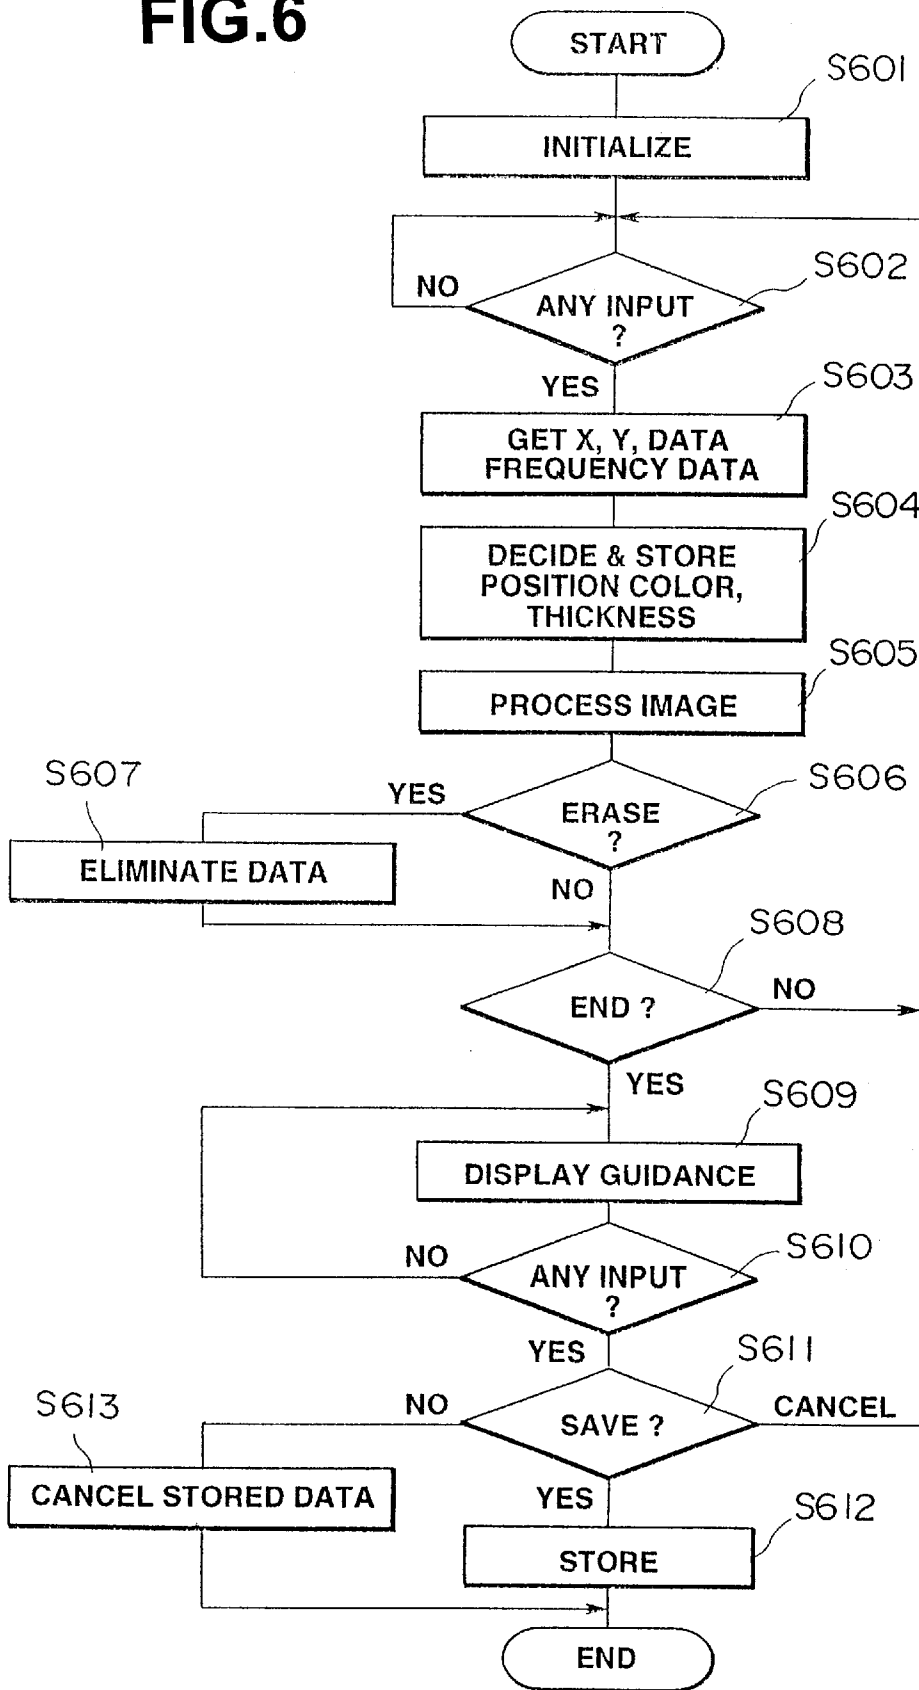 FIG.6
START
S601
INITIALIZE
S602
NO
ANY INPUT
?
YES
S603
GET X, Y, DATA
FREQUENCY DATA
S604
DECIDE & STORE
POSITION COLOR,
THICKNESS
S605
PROCESS IMAGE
S607
YES
S606
ERASE
?
ELIMINATE DATA
NO
S608
END ?
NO
YES
S609
DISPLAY GUIDANCE
NO
S610
ANY INPUT
?
YES
S611
S613
NO
SAVE ?
CANCEL
CANCEL STORED DATA
YES
S612
STORE
END